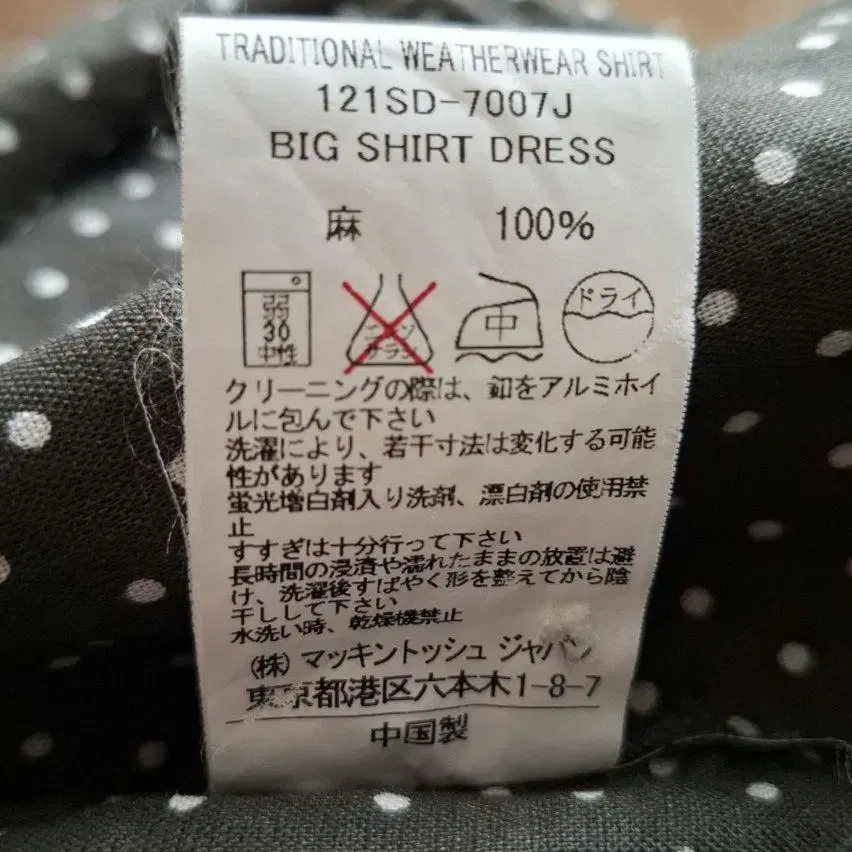 TRADITIONAL WEATHERWEAR SHIRT
121SD-7007J
BIG SHIRT DRESS
麻 100%
弱
30
中性
エンソ
サラシ
中
ドライ
クリーニングの際は、釦をアルミホイ
ルに包んで下さい
洗濯により、若干寸法は変化する可能
性があります
蛍光増白剤入り洗剤、漂白剤の使用禁
止
すすぎは十分行って下さい
長時間の浸漬や濡れたままの放置は避
け、洗濯後すばやく形を整えてから陰
干しして下さい
水洗い時、乾燥機禁止
(株) マッキントッシュ ジャパン
東京都港区六本木1-8-7
中国製